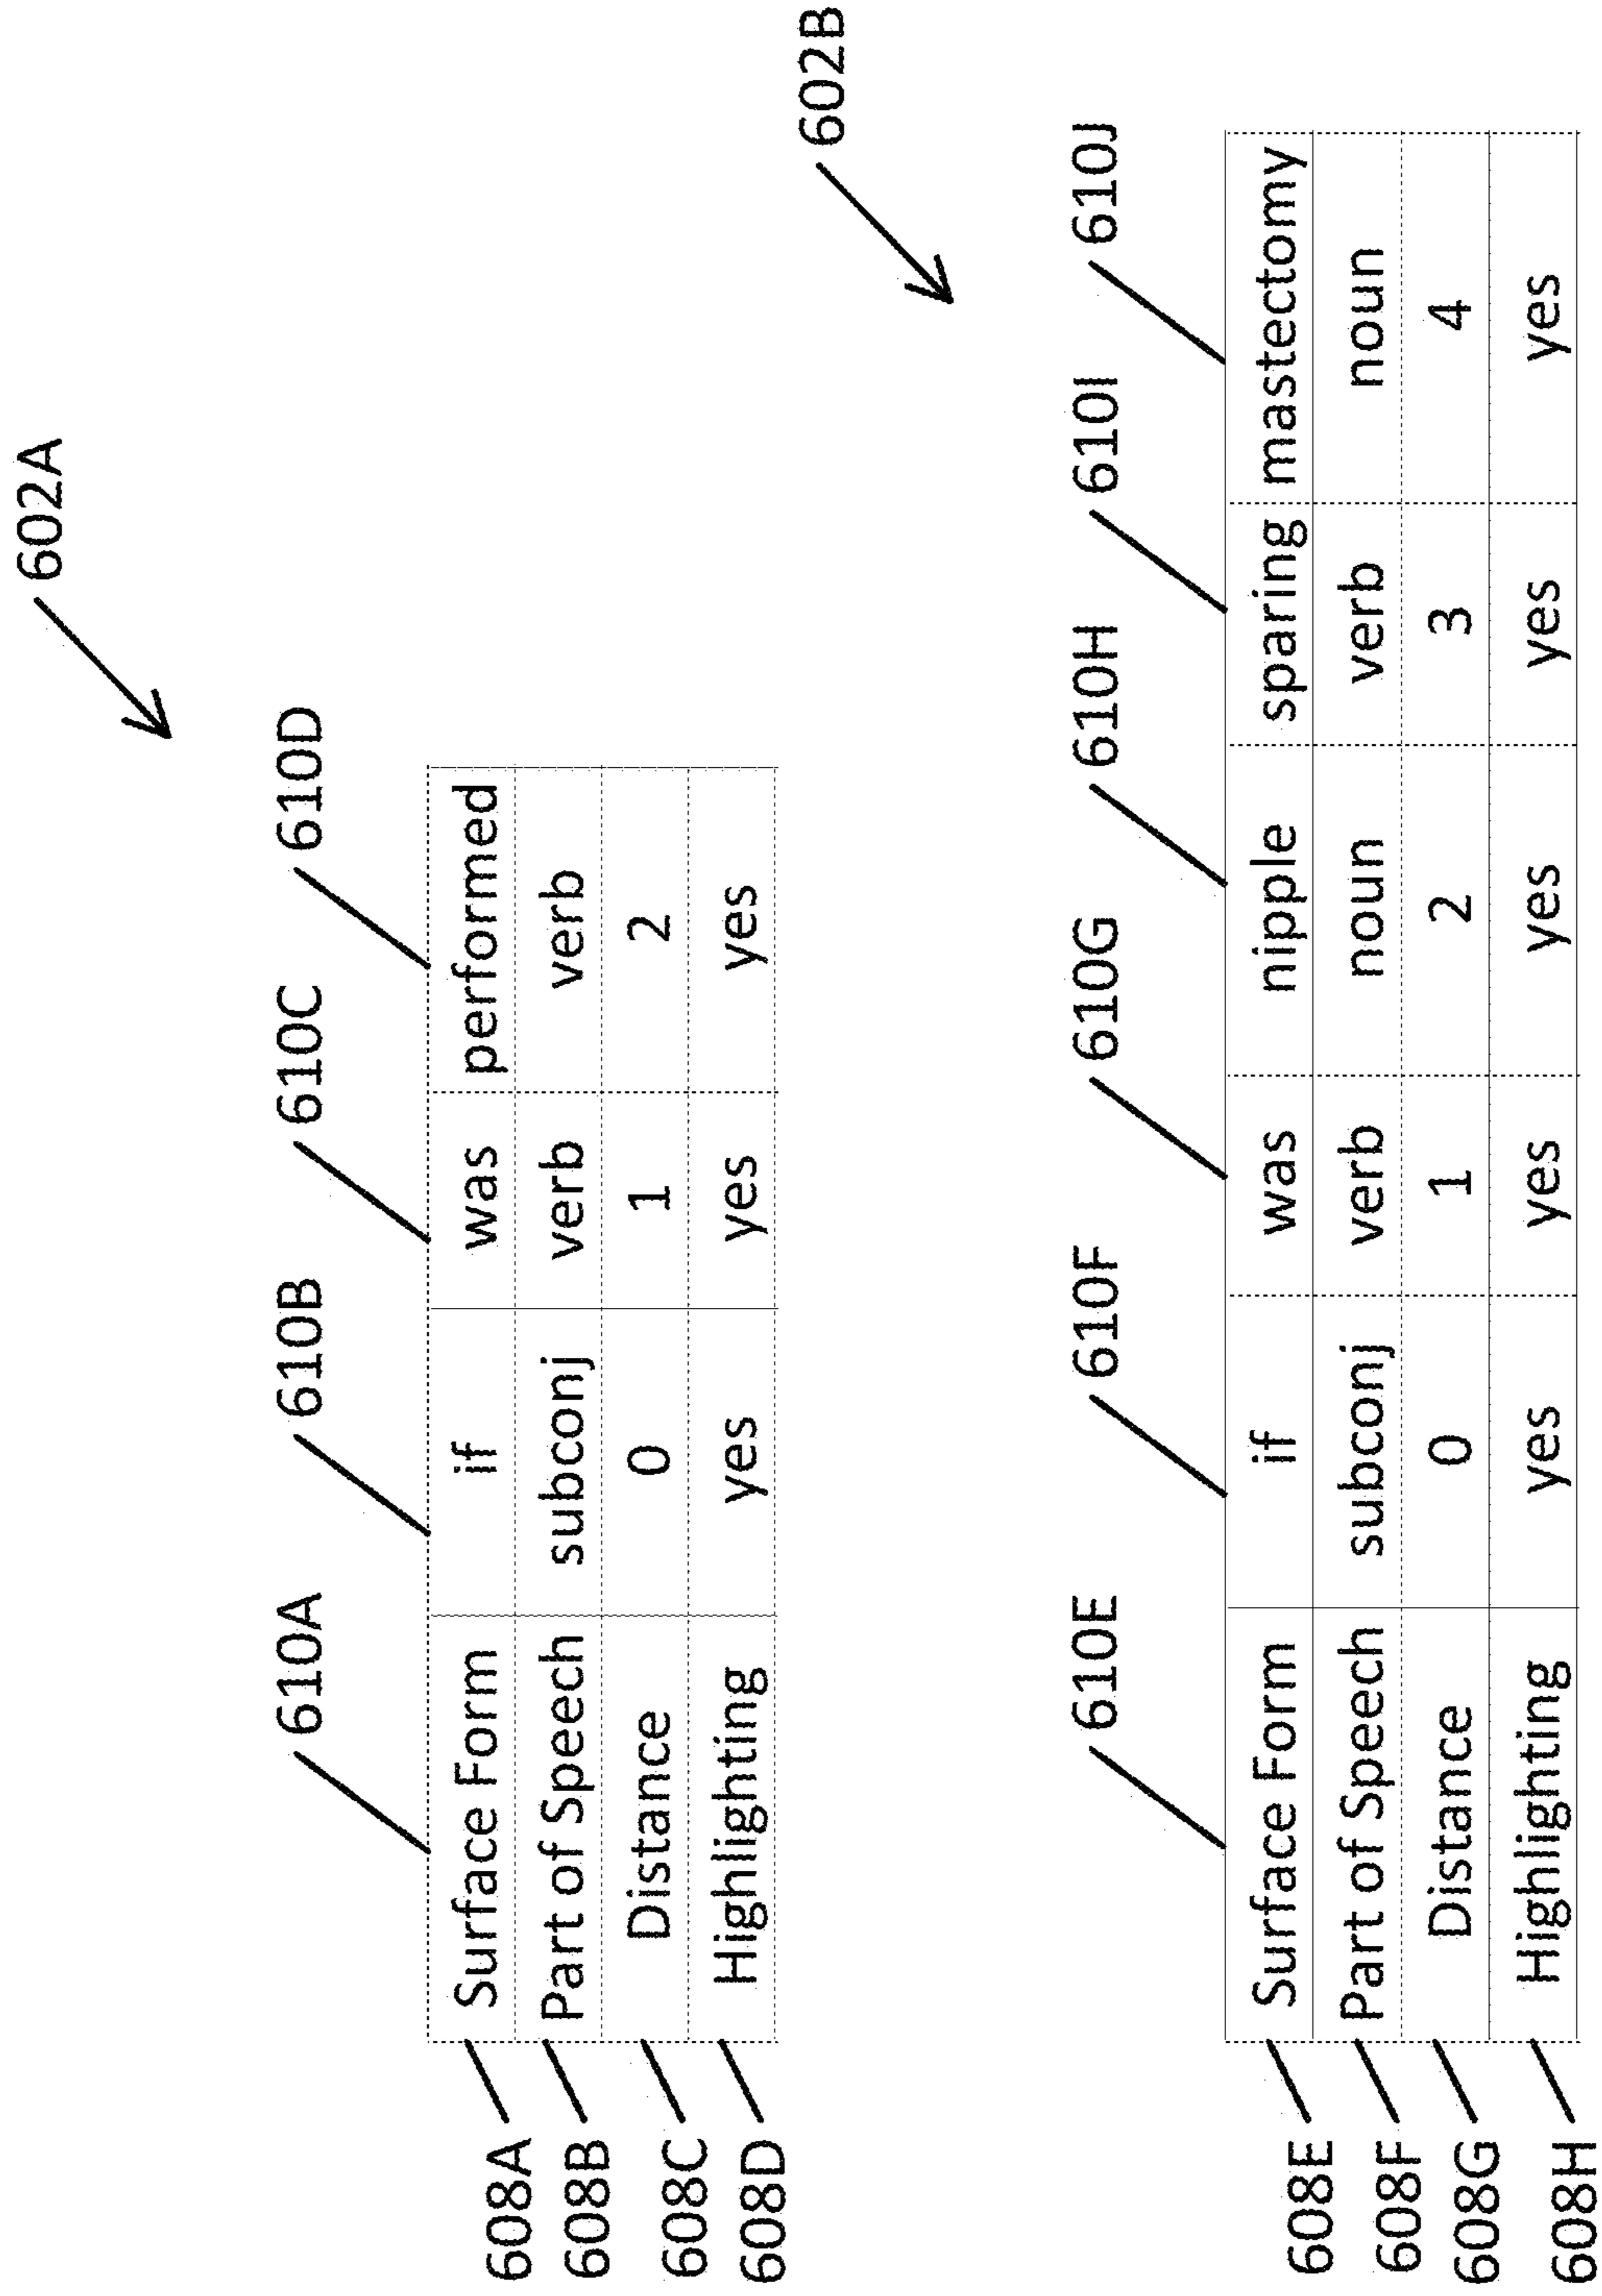 602A
610A 610B 610C 610D
608A Surface Form if was performed
608B Part of Speech subconj verb verb
608C Distance 0 1 2
608D Highlighting yes yes yes
602B
610E 610F 610G 610H 610I 610J
608E Surface Form if was nipple sparing mastectomy
608F Part of Speech subconj verb noun verb noun
608G Distance 0 1 2 3 4
608H Highlighting yes yes yes yes yes